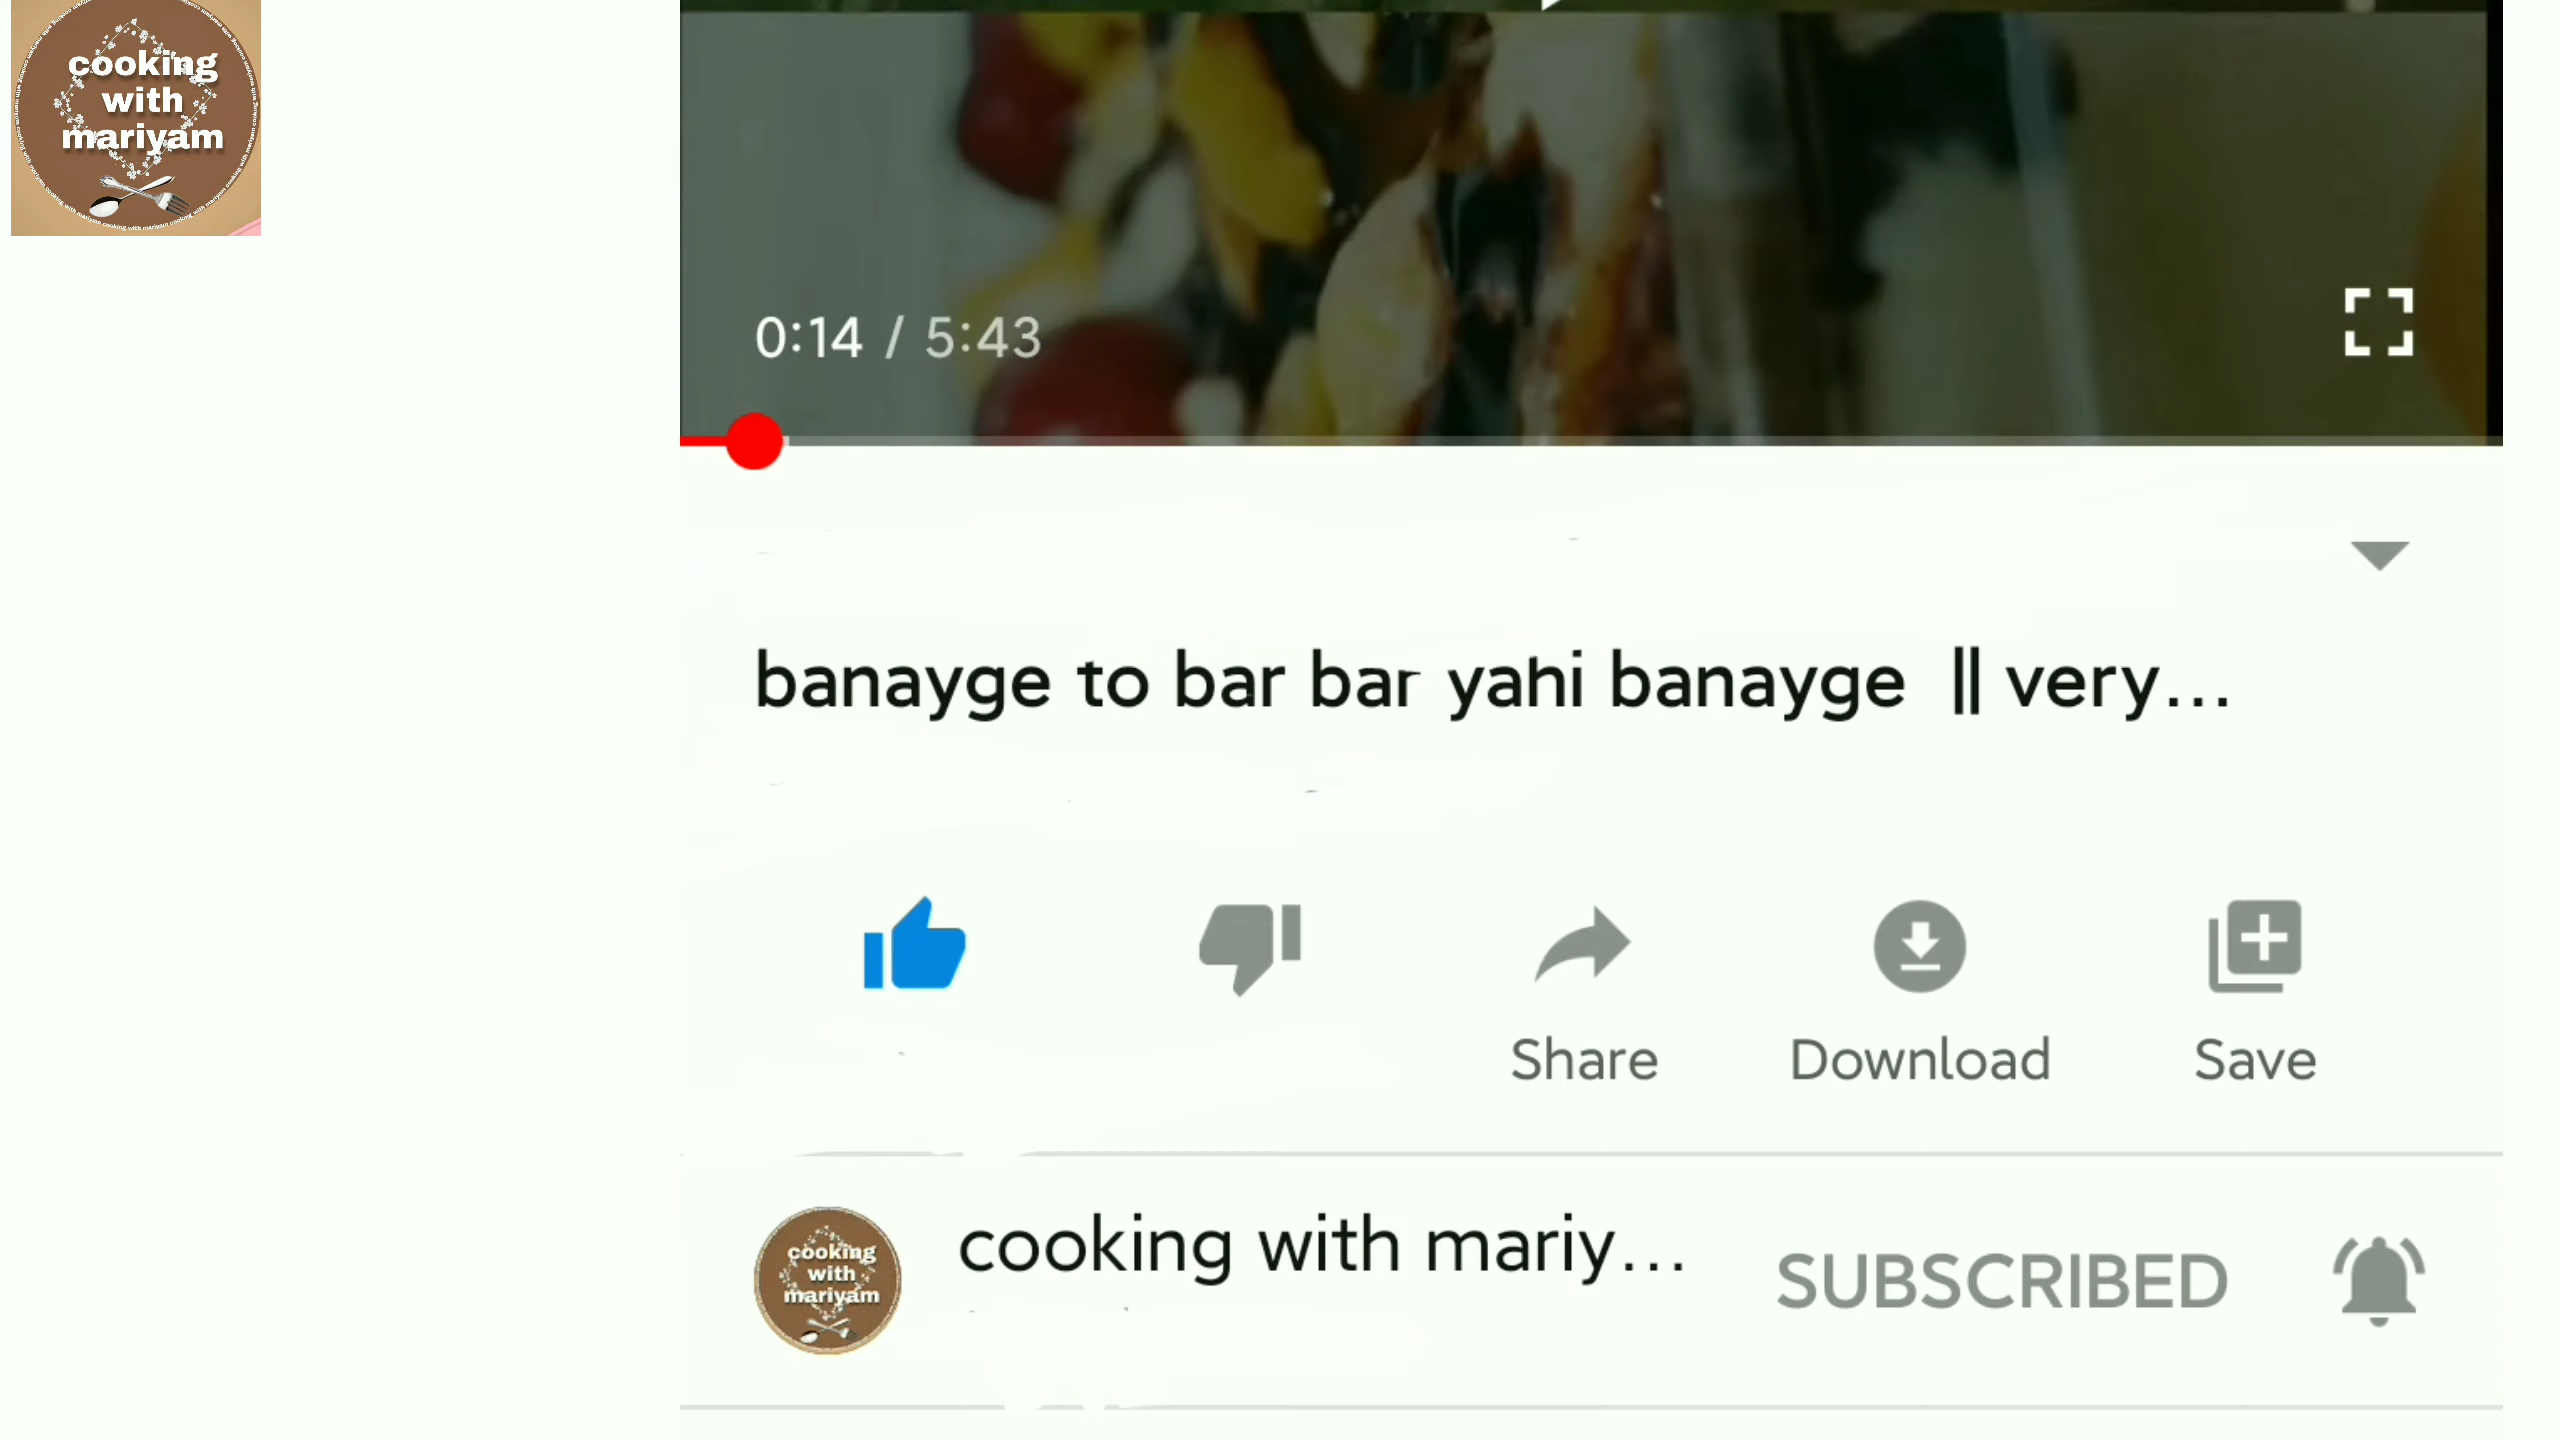 cooking
with
mariyam
0:14 / 5:43
banayge to bar bar yahi banayge || very...
Share Download Save
cooking
with
mariyam
cooking with mariy... SUBSCRIBED